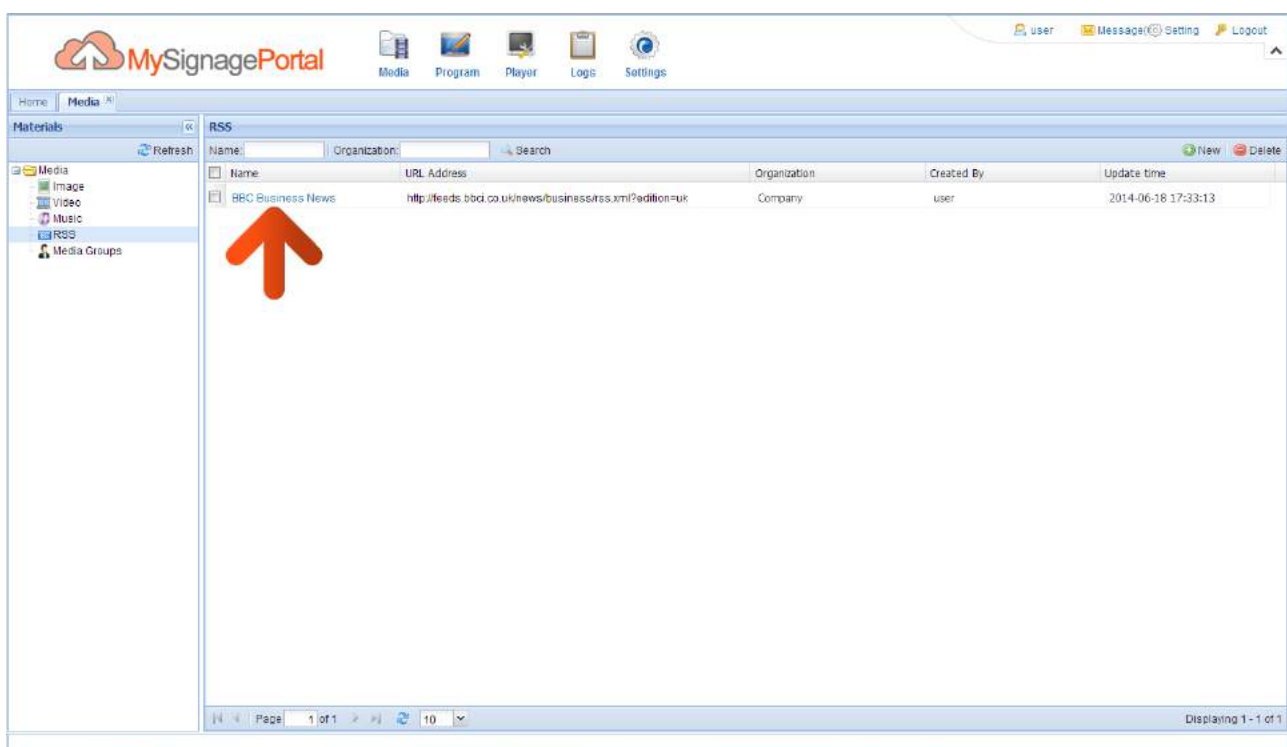 user Message( Setting Logout
MySignagePortal
Media Program Player Logs Settings
Home Media
Materials
Refresh
Media
Image
Video
Music
RSS
Media Groups
RSS
Name: Organization: Search New Delete
Name URL Address Organization Created By Update time
BBC Business News http://feeds.bbci.co.uk/news/business/rss.xml?edition=uk Company user 2014-06-18 17:33:13
Page 1 of 1 10 Displaying 1 - 1 of 1